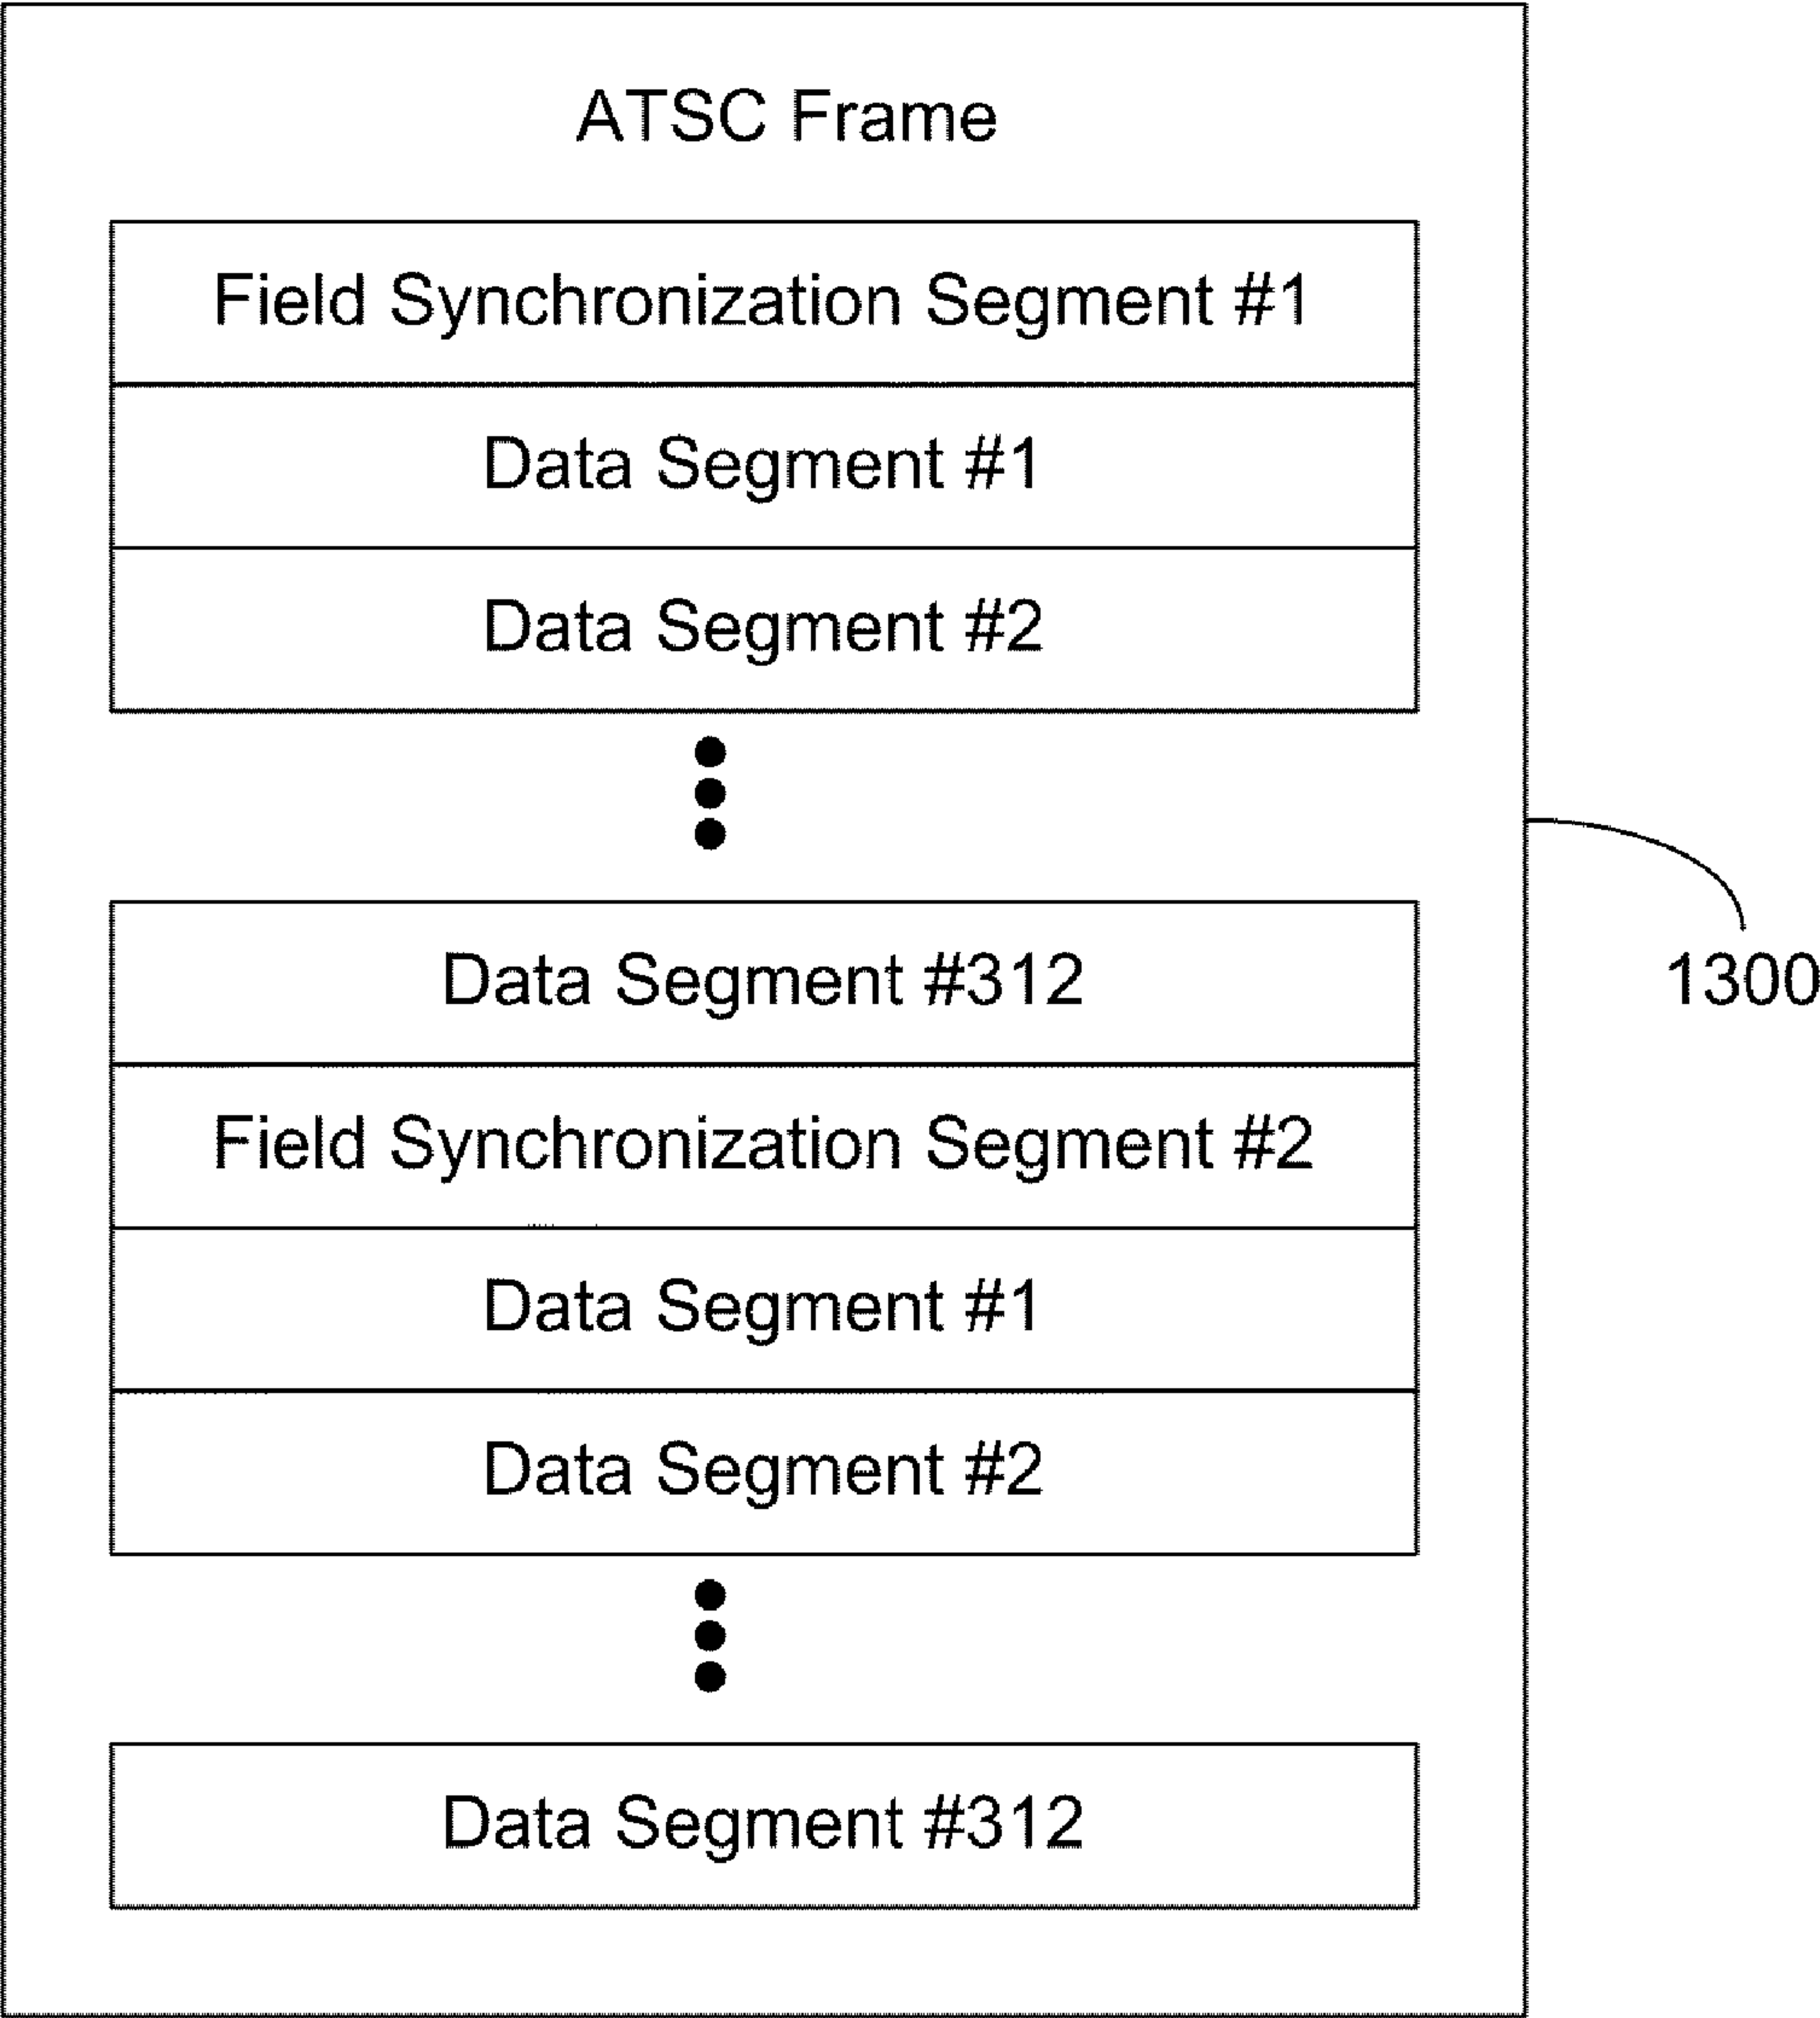 ATSC Frame
Field Synchronization Segment #1
Data Segment #1
Data Segment #2
Data Segment #312
1300
Field Synchronization Segment #2
Data Segment #1
Data Segment #2
Data Segment #312